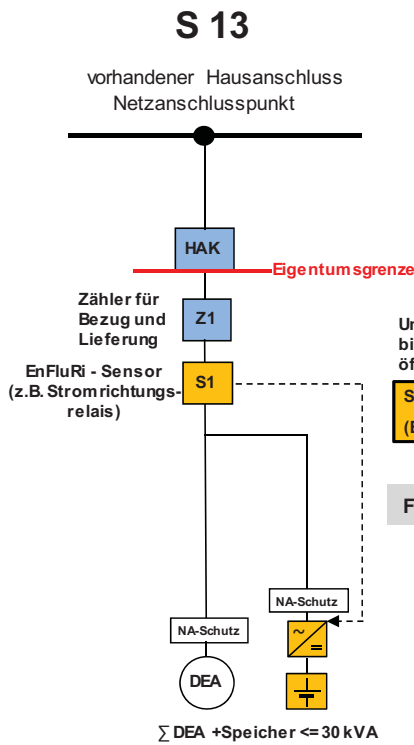 S 13
vorhandener Hausanschluss
Netzanschlusspunkt
HAK
Eigentumsgrenze
Zähler für
Bezug und
Lieferung
Z1
EnFluRi - Sensor
(z.B. Stromrichtungs-
relais)
S1
NA-Schutz
NA-Schutz
DEA
∑ DEA +Speicher <= 30 kVA